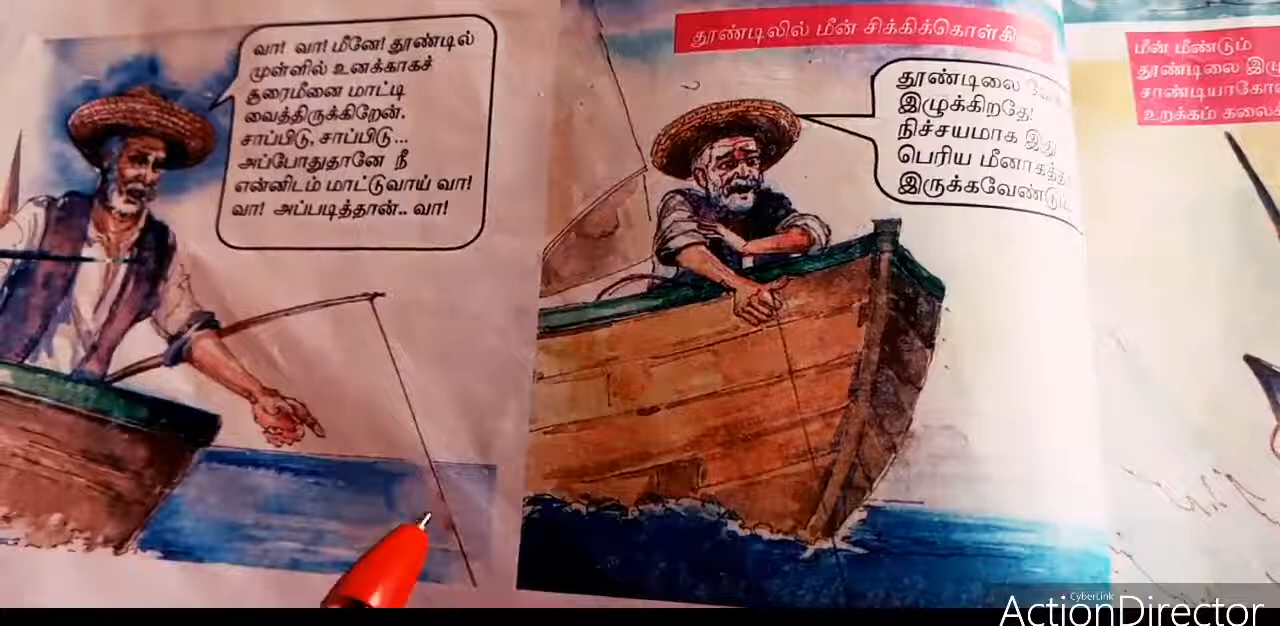 வா! வா! மீனே! தூண்டில்
முள்ளில் உனக்காகச்
சூரைமீனை மாட்டி
வைத்திருக்கிறேன்.
சாப்பிடு, சாப்பிடு...
அப்போதுதானே நீ
என்னிடம் மாட்டுவாய் வா!
வா! அப்படித்தான்.. வா!
தூண்டிலில் மீன் சிக்கிக்கொள்கி
தூண்டிலை
இழுக்கிறதே!
நிச்சயமாக இது
பெரிய மீனாகத்தா
இருக்கவேண்டும்
மீன் மீண்டும்
தூண்டிலை இழு
சாண்டியாகோவ
உறக்கம் கலைக
CyberLink
ActionDirector